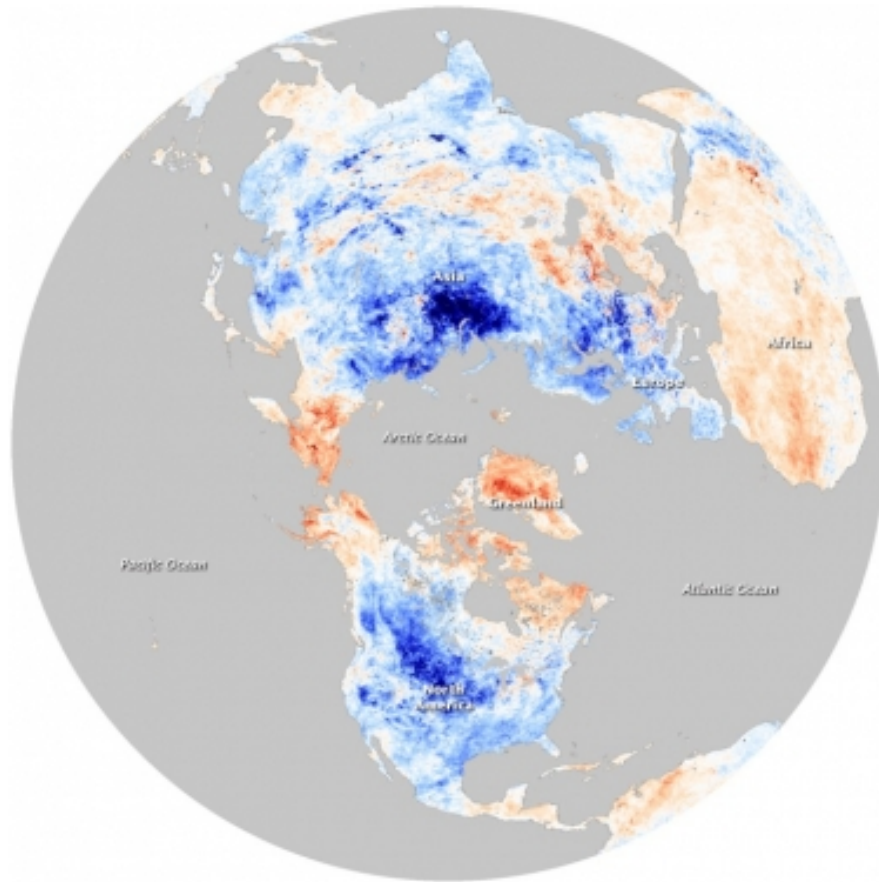 Asia
Africa
Europe
Arctic Ocean
Greenland
Pacific Ocean
Atlantic Ocean
North
America